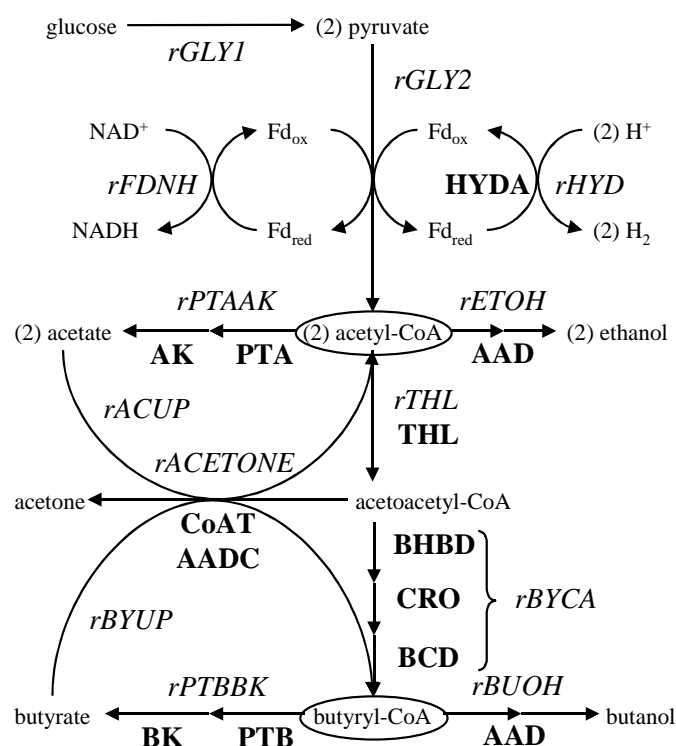 glucose (2) pyruvate
rGLY1
rGLY2
NAD⁺ Fdox Fdox (2) H⁺
rFDNH HYDA rHYD
NADH Fdred Fdred (2) H₂
rPTAAK rETOH
(2) acetate (2) acetyl-CoA (2) ethanol
AK PTA AAD
rACUP rTHL
THL
rACETONE
acetone acetoacetyl-CoA
CoAT BHBD
AADC
CRO rBYCA
rBYUP
BCD
rPTBBK rBUOH
butyrate butyryl-CoA butanol
BK PTB AAD